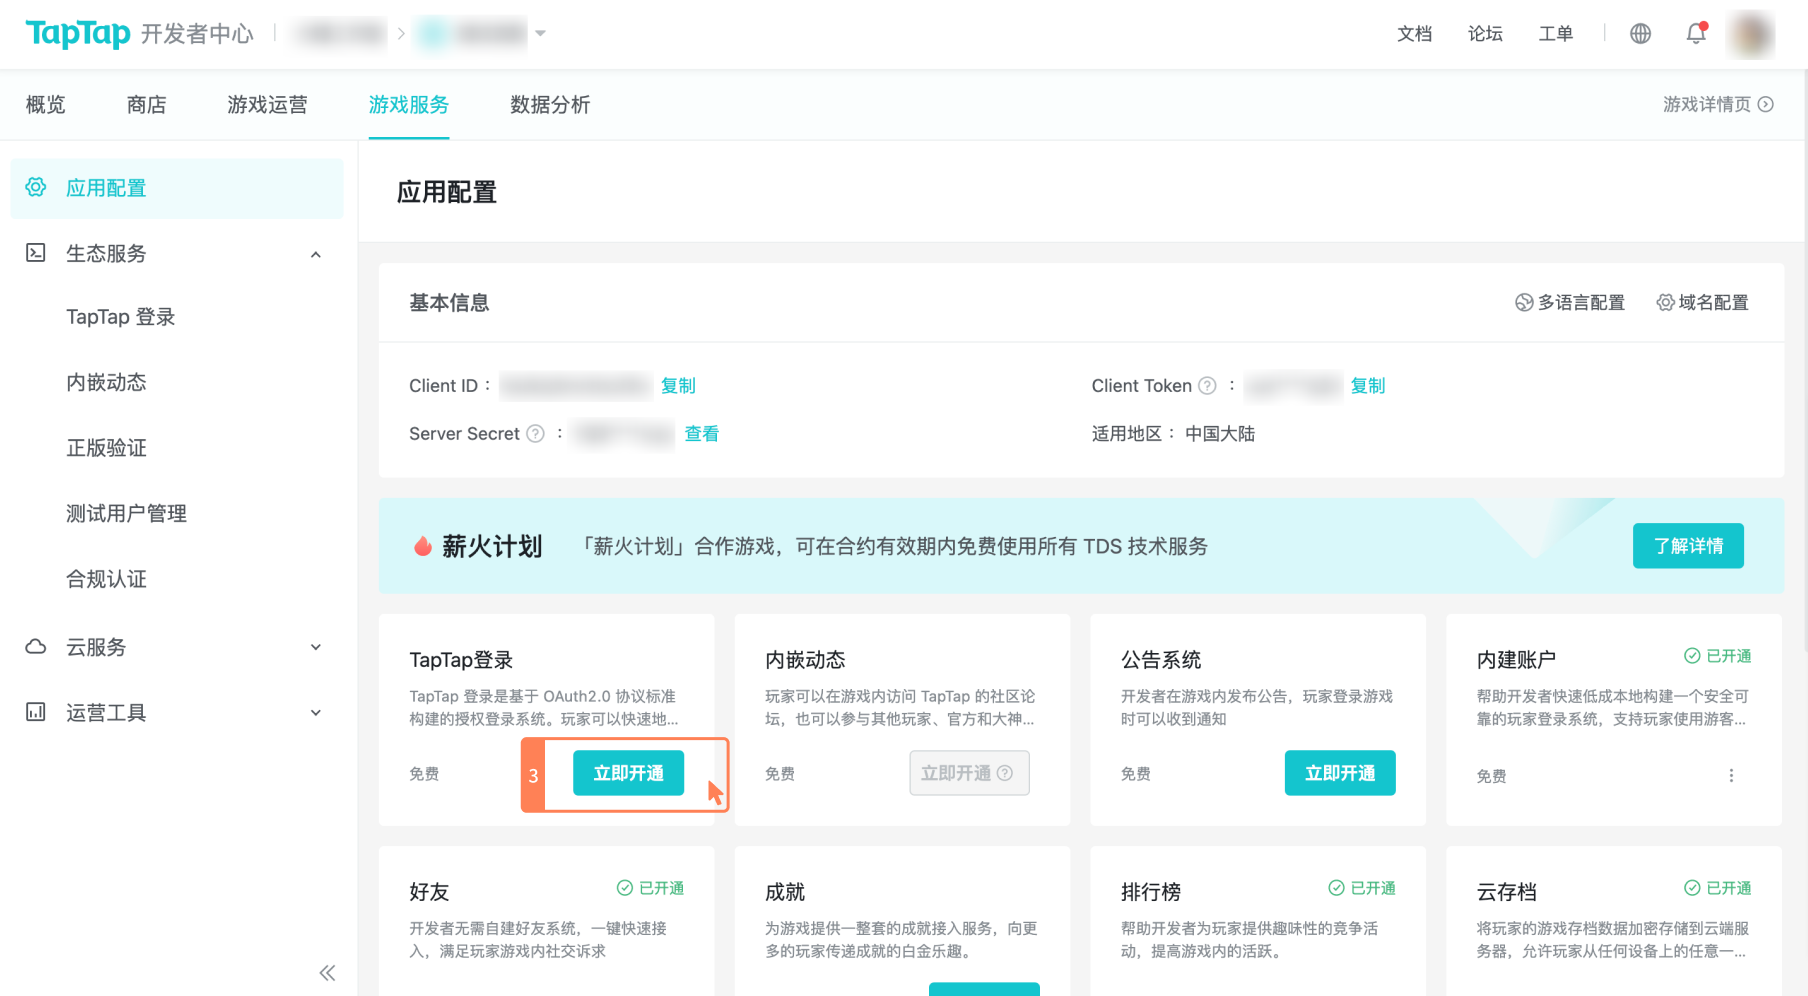 TapTap 开发者中心
文档
论坛
工单
概览
商店
游戏运营
游戏服务
数据分析
游戏详情页
应用配置
生态服务
TapTap 登录
内嵌动态
正版验证
测试用户管理
合规认证
云服务
运营工具
应用配置
基本信息
多语言配置
域名配置
Client ID：
复制
Client Token ? ：
复制
Server Secret ? ：
查看
适用地区： 中国大陆
薪火计划
「薪火计划」合作游戏，可在合约有效期内免费使用所有 TDS 技术服务
了解详情
TapTap登录
TapTap 登录是基于 OAuth2.0 协议标准
构建的授权登录系统。玩家可以快速地...
免费
3
立即开通
内嵌动态
玩家可以在游戏内访问 TapTap 的社区论
坛，也可以参与其他玩家、官方和大神...
免费
立即开通 ?
公告系统
开发者在游戏内发布公告，玩家登录游戏
时可以收到通知
免费
立即开通
内建账户
已开通
帮助开发者快速低成本地构建一个安全可
靠的玩家登录系统，支持玩家使用游客...
免费
好友
已开通
开发者无需自建好友系统，一键快速接
入，满足玩家游戏内社交诉求
成就
为游戏提供一整套的成就接入服务，向更
多的玩家传递成就的白金乐趣。
排行榜
已开通
帮助开发者为玩家提供趣味性的竞争活
动，提高游戏内的活跃。
云存档
已开通
将玩家的游戏存档数据加密存储到云端服
务器，允许玩家从任何设备上的任意一...